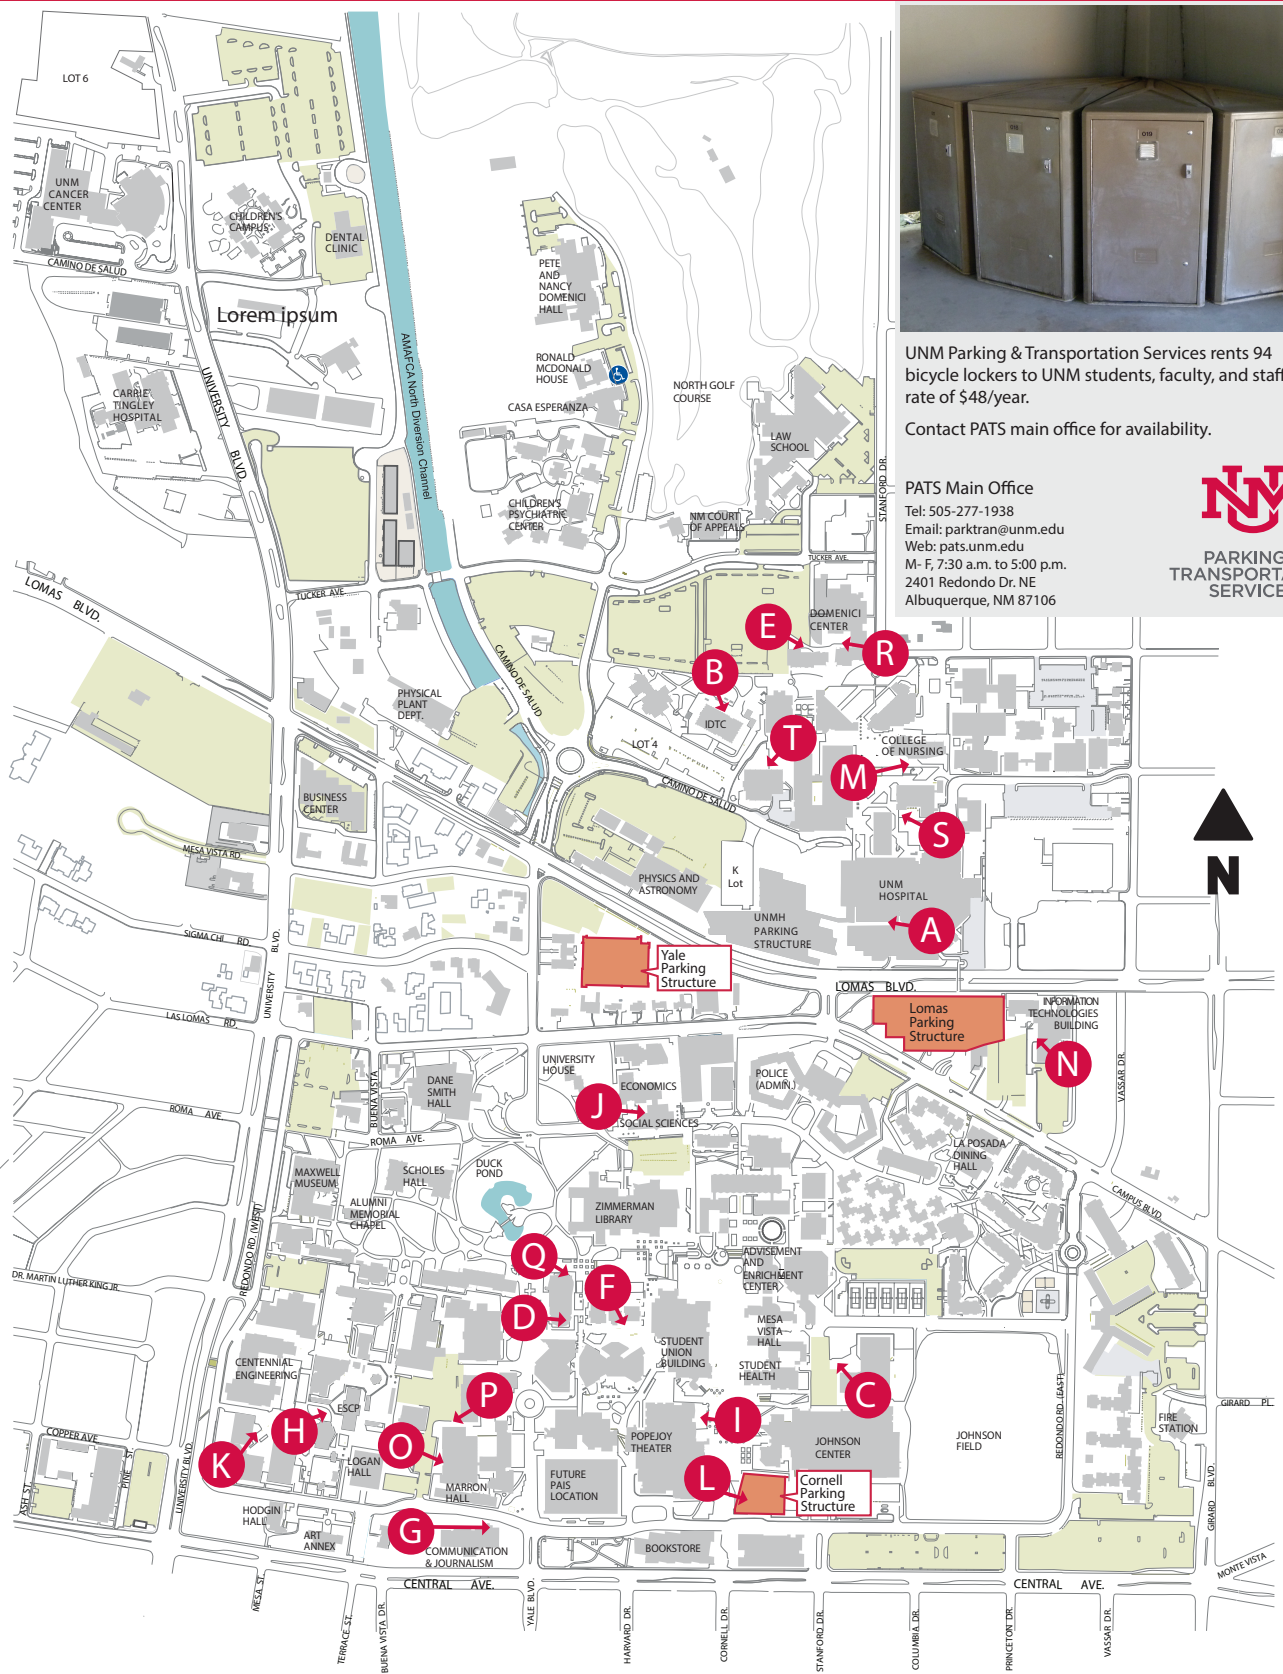 LOT 6
UNM
CANCER
CENTER
CHILDREN'S
CAMPUS
DENTAL
CLINIC
CAMINO DE SALUD
Lorem ipsum
CARRIE
TINGLEY
HOSPITAL
UNIVERSITY BLVD.
AMAFCA North Diversion Channel
PETE
AND
NANCY
DOMENICI
HALL
RONALD
MCDONALD
HOUSE
CASA ESPERANZA
NORTH GOLF
COURSE
LAW
SCHOOL
CHILDREN'S
PSYCHIATRIC
CENTER
NM COURT
OF APPEALS
STANFORD DR.
TUCKER AVE.
UNM Parking & Transportation Services rents 94
bicycle lockers to UNM students, faculty, and staff
rate of $48/year.
Contact PATS main office for availability.
PATS Main Office
Tel: 505-277-1938
Email: parktran@unm.edu
Web: pats.unm.edu
M- F, 7:30 a.m. to 5:00 p.m.
2401 Redondo Dr. NE
Albuquerque, NM 87106
UNM
PARKING
TRANSPORTA
SERVICE
LOMAS BLVD.
TUCKER AVE.
CAMINO DE SALUD
PHYSICAL
PLANT
DEPT.
DOMENICI
CENTER
E
R
B
IDTC
T
LOT 4
COLLEGE
OF NURSING
M
CAMINO DE SALUD
S
BUSINESS
CENTER
MESA VISTA RD.
PHYSICS AND
ASTRONOMY
K
Lot
UNM
HOSPITAL
UNMH
PARKING
STRUCTURE
A
N
SIGMA CHI RD.
UNIVERSITY BLVD.
Yale
Parking
Structure
LOMAS BLVD.
Lomas
Parking
Structure
INFORMATION
TECHNOLOGIES
BUILDING
N
LAS LOMAS RD.
VASSAR DR.
UNIVERSITY
HOUSE
ECONOMICS
J
SOCIAL SCIENCES
POLICE
(ADMIN.)
DANE
SMITH
HALL
BUENA VISTA
ROMA AVE.
ROMA AVE.
MAXWELL
MUSEUM
SCHOLES
HALL
DUCK
POND
ALUMNI
MEMORIAL
CHAPEL
ZIMMERMAN
LIBRARY
LA POSADA
DINING
HALL
CAMPUS BLVD.
REDONDO RD. (WEST)
DR. MARTIN LUTHER KING JR.
ADVISEMENT
AND
ENRICHMENT
CENTER
Q
F
D
STUDENT
UNION
BUILDING
MESA
VISTA
HALL
STUDENT
HEALTH
C
CENTENNIAL
ENGINEERING
ESCP
P
H
K
O
I
LOGAN
HALL
MARRON
HALL
POPEJOY
THEATER
JOHNSON
CENTER
JOHNSON
FIELD
REDONDO RD. (EAST)
FIRE
STATION
GIRARD PL.
GIRARD BLVD.
COPPER AVE
ASH ST.
PINE ST
UNIVERSITY BLVD
HODGIN
HALL
ART
ANNEX
G
FUTURE
PAIS
LOCATION
L
Cornell
Parking
Structure
COMMUNICATION
& JOURNALISM
BOOKSTORE
CENTRAL AVE.
CENTRAL AVE.
MONTE VISTA
MESA ST.
TERRACE ST.
BUENA VISTA DR.
YALE BLVD.
HARVARD DR.
CORNELL DR.
STANFORD DR.
COLUMBIA DR.
PRINCETON DR.
VASSAR DR.